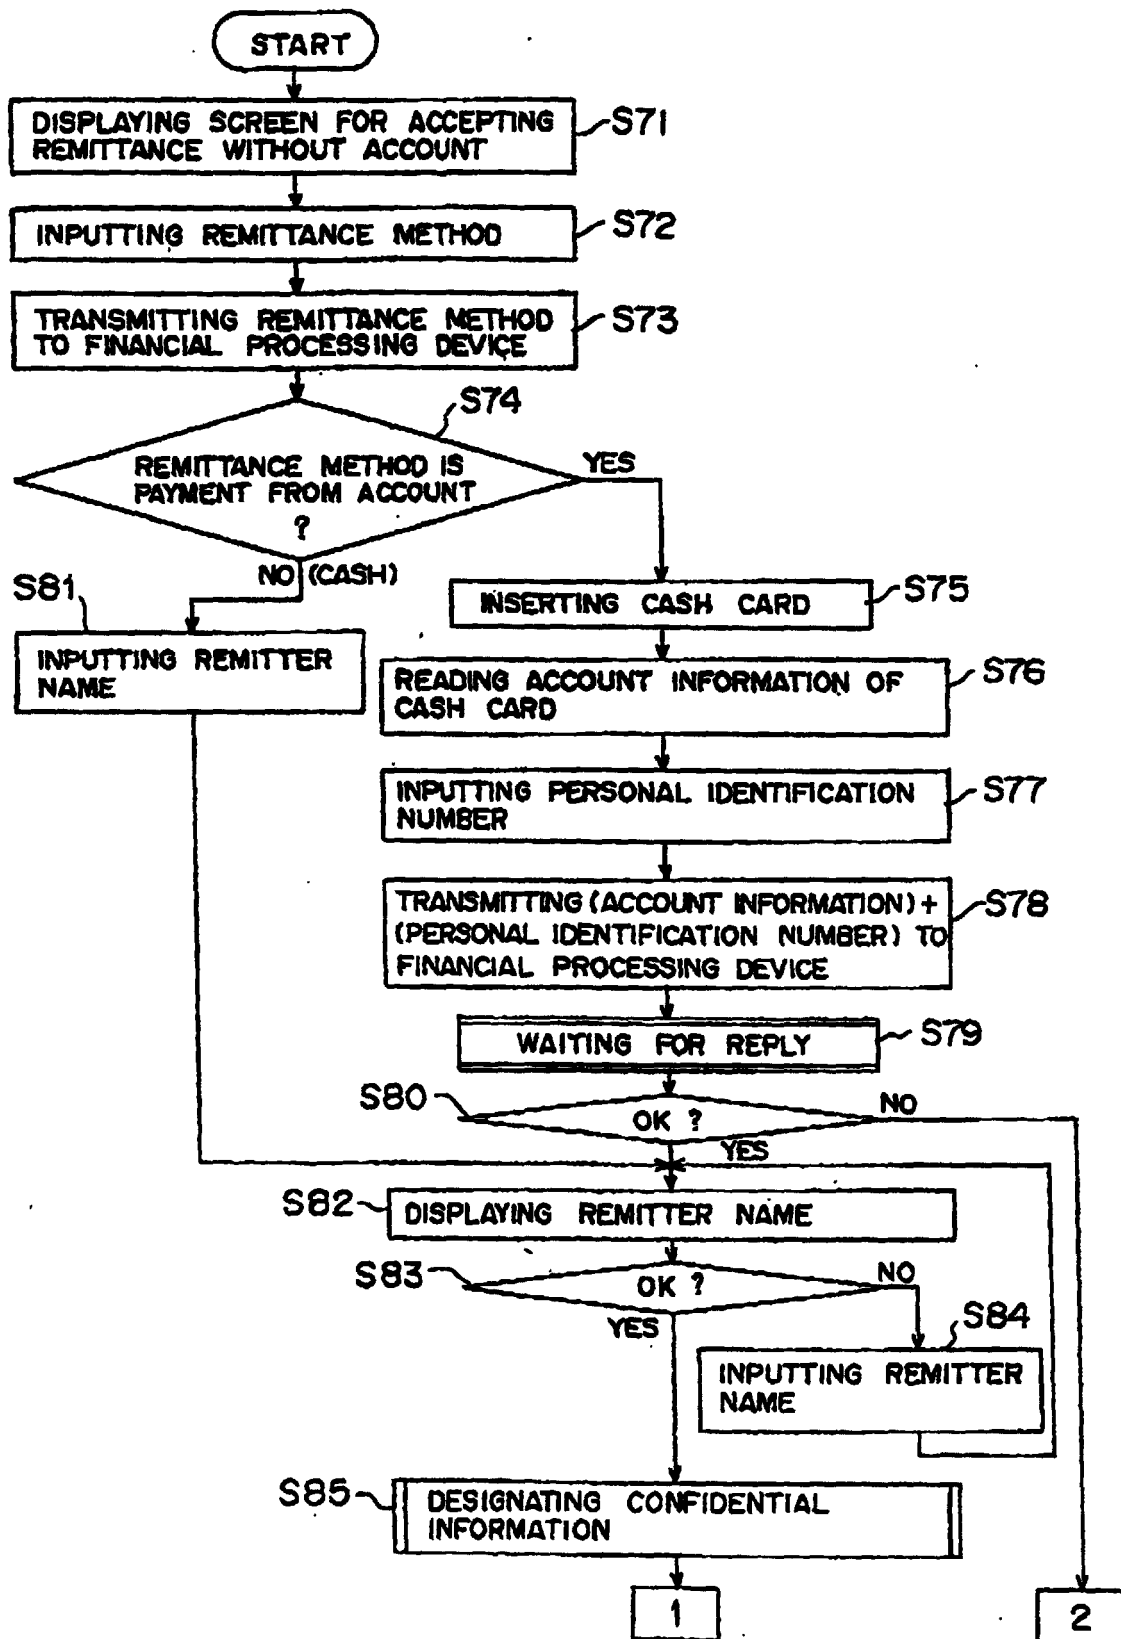 START
DISPLAYING SCREEN FOR ACCEPTING
REMITTANCE WITHOUT ACCOUNT
S71
INPUTTING REMITTANCE METHOD
S72
TRANSMITTING REMITTANCE METHOD
TO FINANCIAL PROCESSING DEVICE
S73
S74
REMITTANCE METHOD IS
PAYMENT FROM ACCOUNT
?
YES
NO (CASH)
S81
INPUTTING REMITTER
NAME
INSERTING CASH CARD
S75
READING ACCOUNT INFORMATION OF
CASH CARD
S76
INPUTTING PERSONAL IDENTIFICATION
NUMBER
S77
TRANSMITTING (ACCOUNT INFORMATION) +
(PERSONAL IDENTIFICATION NUMBER) TO
FINANCIAL PROCESSING DEVICE
S78
WAITING FOR REPLY
S79
S80
OK ?
NO
YES
S82
DISPLAYING REMITTER NAME
S83
OK ?
NO
YES
S84
INPUTTING REMITTER
NAME
S85
DESIGNATING CONFIDENTIAL
INFORMATION
1
2